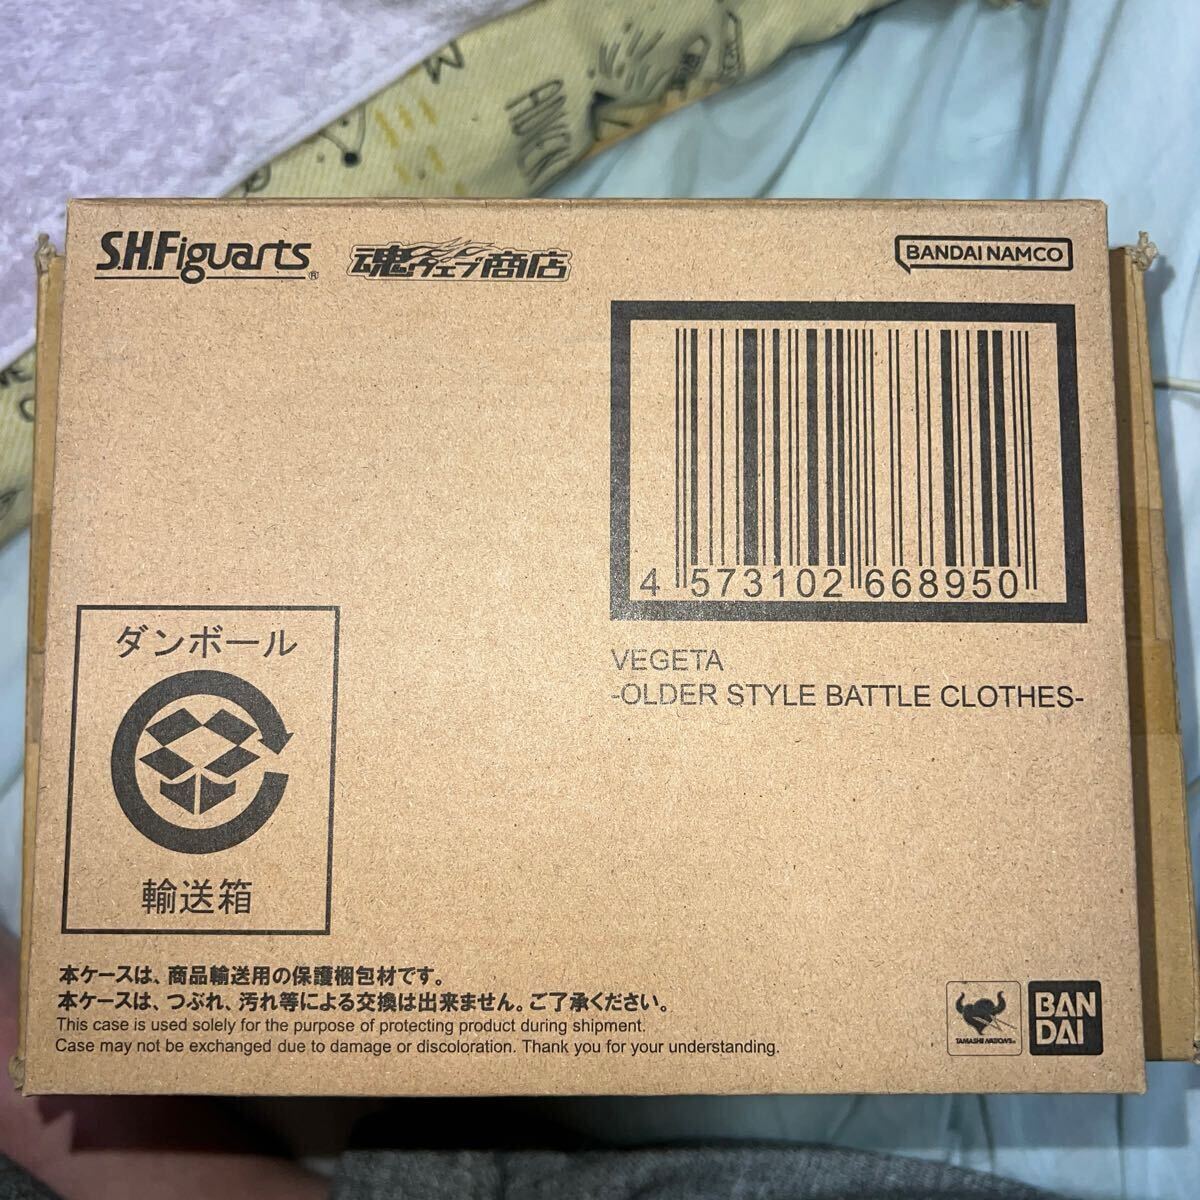 S.H.Figuarts®
魂ウェブ商店
BANDAI NAMCO
4 573102 668950
VEGETA
-OLDER STYLE BATTLE CLOTHES-
ダンボール
輸送箱
本ケースは、商品輸送用の保護梱包材です。
本ケースは、つぶれ、汚れ等による交換は出来ません。ご了承ください。
This case is used solely for the purpose of protecting product during shipment.
Case may not be exchanged due to damage or discoloration. Thank you for your understanding.
TAMASHII NATIONS
BAN
DAI